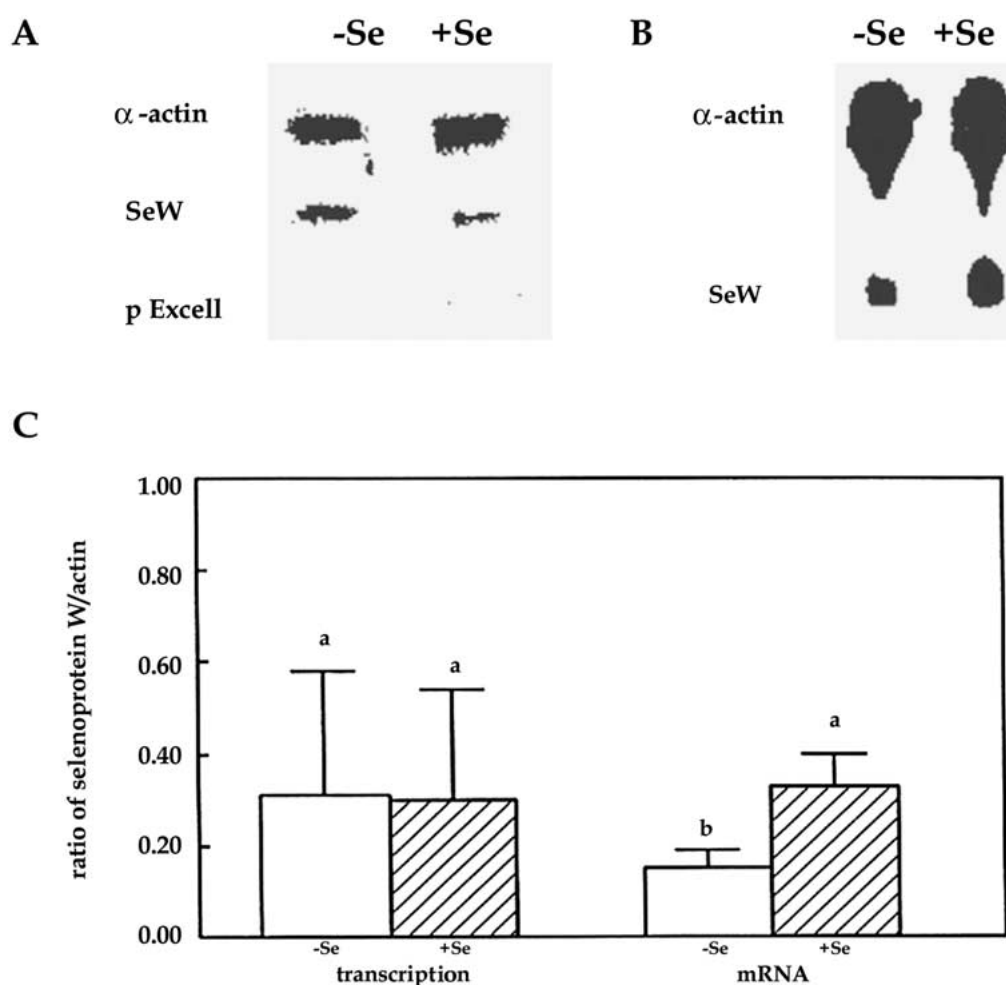 A
-Se +Se
α-actin
SeW
p Excell
B
-Se +Se
α-actin
SeW
C
ratio of selenoprotein W/actin
1.00
0.80
0.60
0.40
0.20
0.00
a
a
b
a
-Se +Se -Se +Se
transcription mRNA